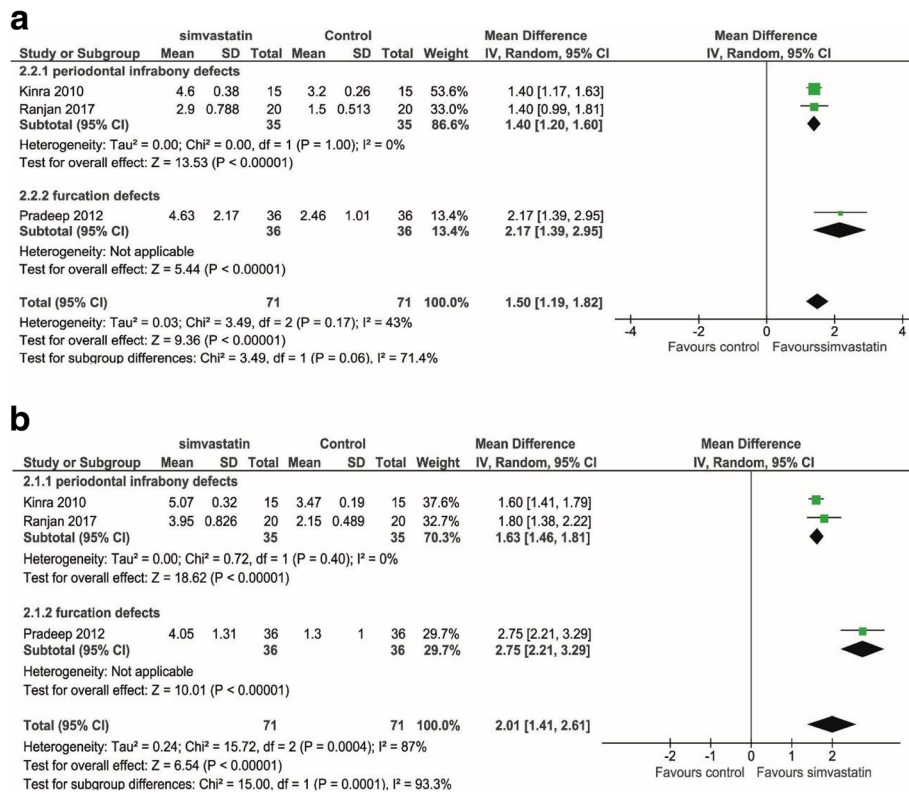 a
simvastatin Control Mean Difference Mean Difference
Study or Subgroup Mean SD Total Mean SD Total Weight IV, Random, 95% CI IV, Random, 95% CI
2.2.1 periodontal infrabony defects
Kinra 2010 4.6 0.38 15 3.2 0.26 15 53.6% 1.40 [1.17, 1.63]
Ranjan 2017 2.9 0.788 20 1.5 0.513 20 33.0% 1.40 [0.99, 1.81]
Subtotal (95% CI) 35 35 86.6% 1.40 [1.20, 1.60]
Heterogeneity: Tau² = 0.00; Chi² = 0.00, df = 1 (P = 1.00); I² = 0%
Test for overall effect: Z = 13.53 (P < 0.00001)
2.2.2 furcation defects
Pradeep 2012 4.63 2.17 36 2.46 1.01 36 13.4% 2.17 [1.39, 2.95]
Subtotal (95% CI) 36 36 13.4% 2.17 [1.39, 2.95]
Heterogeneity: Not applicable
Test for overall effect: Z = 5.44 (P < 0.00001)
Total (95% CI) 71 71 100.0% 1.50 [1.19, 1.82]
Heterogeneity: Tau² = 0.03; Chi² = 3.49, df = 2 (P = 0.17); I² = 43%
Test for overall effect: Z = 9.36 (P < 0.00001)
Test for subgroup differences: Chi² = 3.49, df = 1 (P = 0.06), I² = 71.4%
-4 -2 0 2 4
Favours control Favourssimvastatin
b
simvastatin Control Mean Difference Mean Difference
Study or Subgroup Mean SD Total Mean SD Total Weight IV, Random, 95% CI IV, Random, 95% CI
2.1.1 periodontal infrabony defects
Kinra 2010 5.07 0.32 15 3.47 0.19 15 37.6% 1.60 [1.41, 1.79]
Ranjan 2017 3.95 0.826 20 2.15 0.489 20 32.7% 1.80 [1.38, 2.22]
Subtotal (95% CI) 35 35 70.3% 1.63 [1.46, 1.81]
Heterogeneity: Tau² = 0.00; Chi² = 0.72, df = 1 (P = 0.40); I² = 0%
Test for overall effect: Z = 18.62 (P < 0.00001)
2.1.2 furcation defects
Pradeep 2012 4.05 1.31 36 1.3 1 36 29.7% 2.75 [2.21, 3.29]
Subtotal (95% CI) 36 36 29.7% 2.75 [2.21, 3.29]
Heterogeneity: Not applicable
Test for overall effect: Z = 10.01 (P < 0.00001)
Total (95% CI) 71 71 100.0% 2.01 [1.41, 2.61]
Heterogeneity: Tau² = 0.24; Chi² = 15.72, df = 2 (P = 0.0004); I² = 87%
Test for overall effect: Z = 6.54 (P < 0.00001)
Test for subgroup differences: Chi² = 15.00, df = 1 (P = 0.0001), I² = 93.3%
-2 -1 0 1 2
Favours control Favours simvastatin